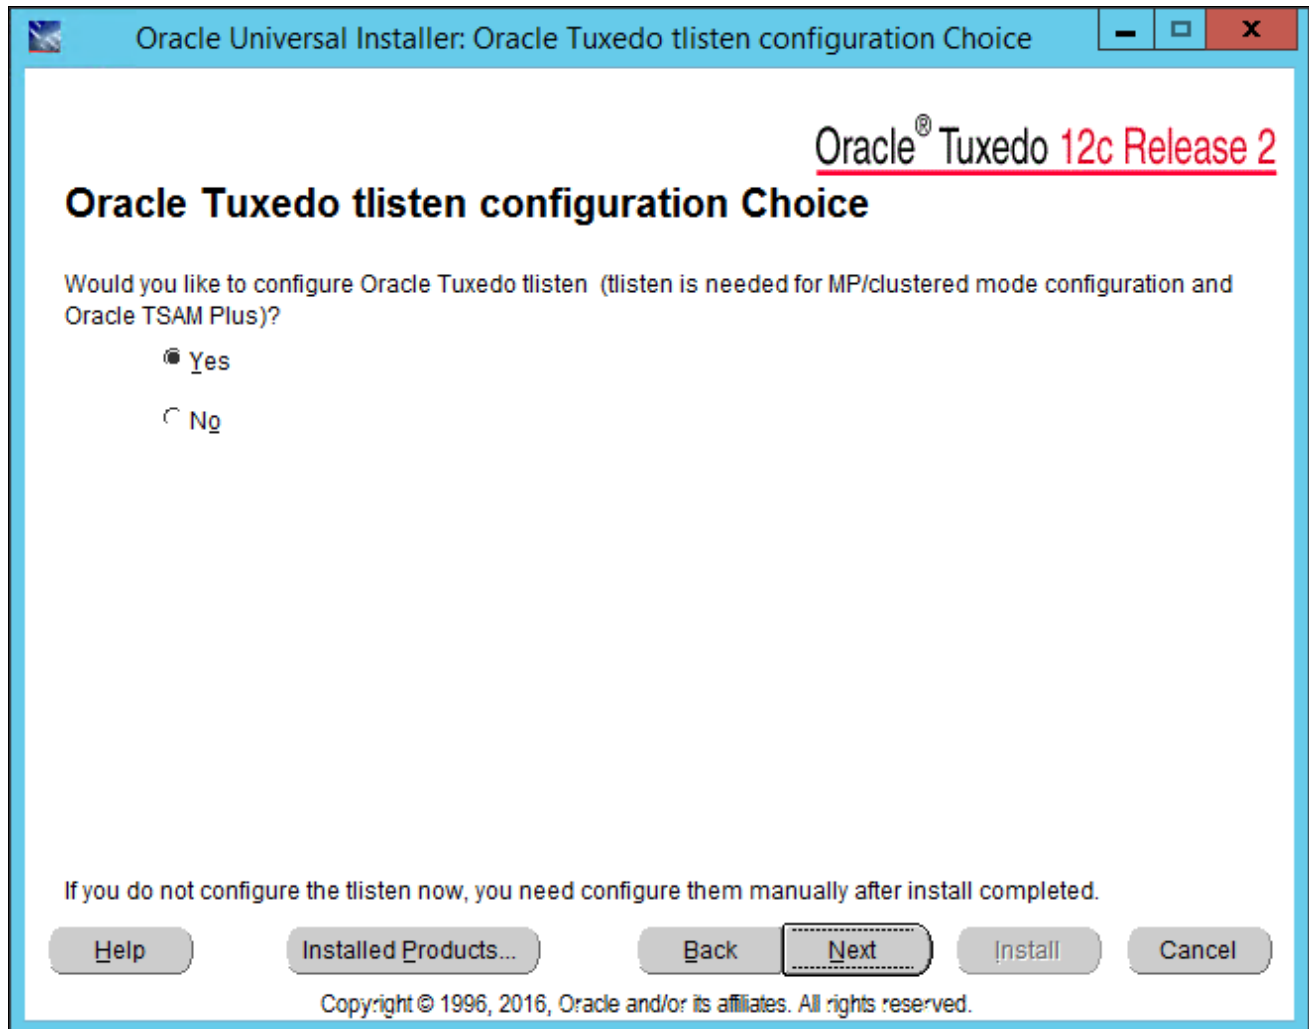 Oracle Universal Installer: Oracle Tuxedo tlisten configuration Choice
Oracle® Tuxedo 12c Release 2
Oracle Tuxedo tlisten configuration Choice
Would you like to configure Oracle Tuxedo tlisten (tlisten is needed for MP/clustered mode configuration and
Oracle TSAM Plus)?
Yes
No
If you do not configure the tlisten now, you need configure them manually after install completed.
Help Installed Products... Back Next Install Cancel
Copyright © 1996, 2016, Oracle and/or its affiliates. All rights reserved.